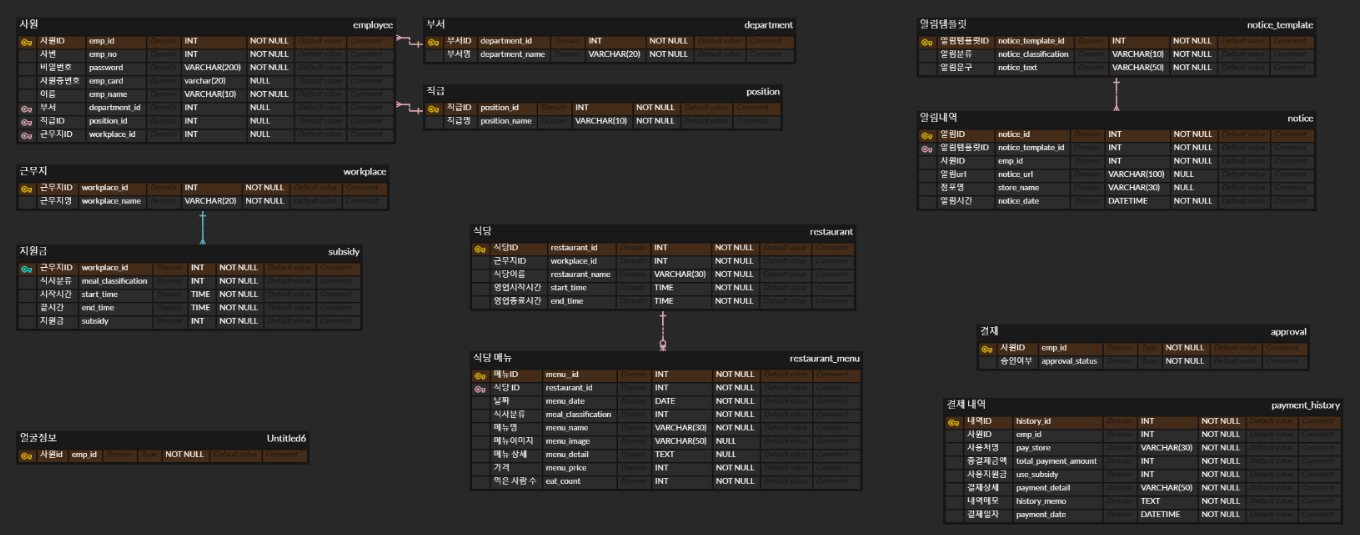 사원 employee
사원ID emp_id Domain INT NOT NULL Default value Comment
사번 emp_no Domain INT NOT NULL Default value Comment
비밀번호 password Domain VARCHAR(200) NOT NULL Default value Comment
사원증번호 emp_card Domain varchar(20) NULL Default value Comment
이름 emp_name Domain VARCHAR(10) NOT NULL Default value Comment
부서 department_id Domain INT NULL Default value Comment
직급ID position_id Domain INT NULL Default value Comment
근무지ID workplace_id Domain INT NULL Default value Comment
부서 department
부서ID department_id Domain INT NOT NULL Default value Comment
부서명 department_name Domain VARCHAR(20) NOT NULL Default value Comment
직급 position
직급ID position_id Domain INT NOT NULL Default value Comment
직급명 position_name Domain VARCHAR(10) NOT NULL Default value Comment
알림템플릿 notice_template
알림템플릿ID notice_template_id Domain INT NOT NULL Default value Comment
알림분류 notice_classification Domain VARCHAR(10) NOT NULL Default value Comment
알림문구 notice_text Domain VARCHAR(50) NOT NULL Default value Comment
알림내역 notice
알림ID notice_id Domain INT NOT NULL Default value Comment
알림템플릿ID notice_template_id Domain INT NOT NULL Default value Comment
사원ID emp_id Domain INT NOT NULL Default value Comment
알림url notice_url Domain VARCHAR(100) NULL Default value Comment
점포명 store_name Domain VARCHAR(30) NULL Default value Comment
알림시간 notice_date Domain DATETIME NOT NULL Default value Comment
근무지 workplace
근무지ID workplace_id Domain INT NOT NULL Default value Comment
근무지명 workplace_name Domain VARCHAR(20) NOT NULL Default value Comment
지원금 subsidy
근무지ID workplace_id Domain INT NOT NULL Default value Comment
식사분류 meal_classification Domain INT NOT NULL Default value Comment
시작시간 start_time Domain TIME NOT NULL Default value Comment
끝시간 end_time Domain TIME NOT NULL Default value Comment
지원금 subsidy Domain INT NOT NULL Default value Comment
식당 restaurant
식당ID restaurant_id Domain INT NOT NULL Default value Comment
근무지ID workplace_id Domain INT NOT NULL Default value Comment
식당이름 restaurant_name Domain VARCHAR(30) NOT NULL Default value Comment
영업시작시간 start_time Domain TIME NOT NULL Default value Comment
영업종료시간 end_time Domain TIME NOT NULL Default value Comment
식당 메뉴 restaurant_menu
메뉴ID menu_id Domain INT NOT NULL Default value Comment
식당 ID restaurant_id Domain INT NOT NULL Default value Comment
날짜 menu_date Domain DATE NOT NULL Default value Comment
식사분류 meal_classification Domain INT NOT NULL Default value Comment
메뉴명 menu_name Domain VARCHAR(30) NOT NULL Default value Comment
메뉴이미지 menu_image Domain VARCHAR(50) NULL Default value Comment
메뉴 상세 menu_detail Domain TEXT NULL Default value Comment
가격 menu_price Domain INT NOT NULL Default value Comment
먹은 사람 수 eat_count Domain INT NOT NULL Default value Comment
얼굴정보 Untitled6
사원id emp_id Domain Type NOT NULL Default value Comment
결재 approval
사원ID emp_id Domain Type NOT NULL Default value Comment
승인여부 approval_status Domain Type NOT NULL Default value Comment
결제 내역 payment_history
내역ID history_id Domain INT NOT NULL Default value Comment
사원ID emp_id Domain INT NOT NULL Default value Comment
사용처명 pay_store Domain VARCHAR(30) NOT NULL Default value Comment
총결제금액 total_payment_amount Domain INT NOT NULL Default value Comment
사용지원금 use_subsidy Domain INT NOT NULL Default value Comment
결제상세 payment_detail Domain VARCHAR(50) NOT NULL Default value Comment
내역메모 history_memo Domain TEXT NOT NULL Default value Comment
결제일자 payment_date Domain DATETIME NOT NULL Default value Comment